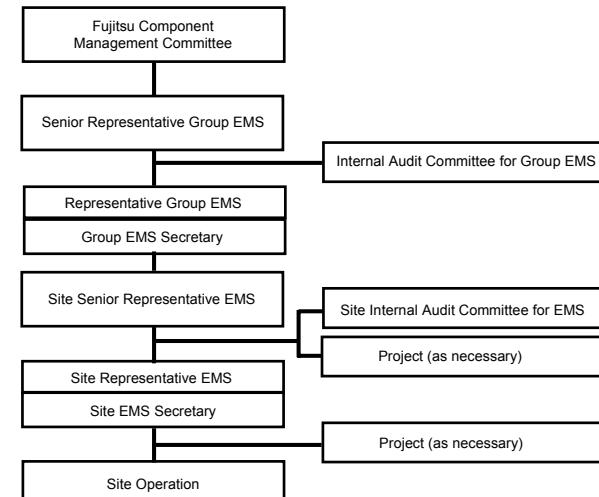 Fujitsu Component
Management Committee
Senior Representative Group EMS
Internal Audit Committee for Group EMS
Representative Group EMS
Group EMS Secretary
Site Senior Representative EMS
Site Internal Audit Committee for EMS
Project (as necessary)
Site Representative EMS
Site EMS Secretary
Project (as necessary)
Site Operation